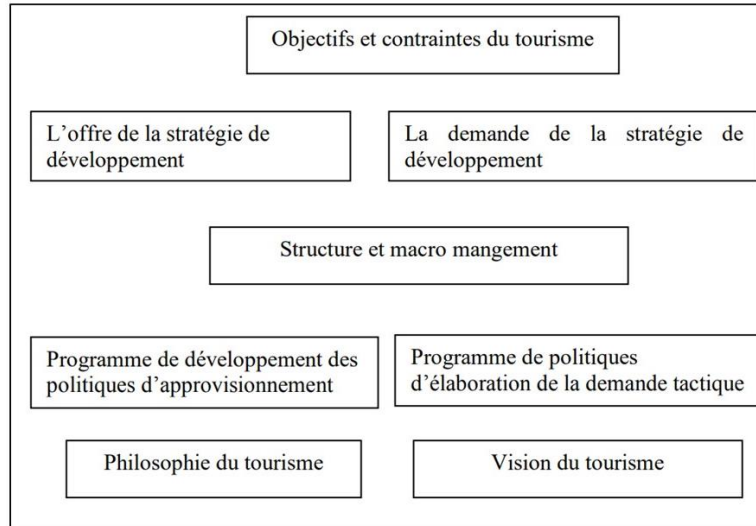 Objectifs et contraintes du tourisme
L’offre de la stratégie de
développement
La demande de la stratégie de
développement
Structure et macro mangement
Programme de développement des
politiques d’approvisionnement
Programme de politiques
d’élaboration de la demande tactique
Philosophie du tourisme
Vision du tourisme